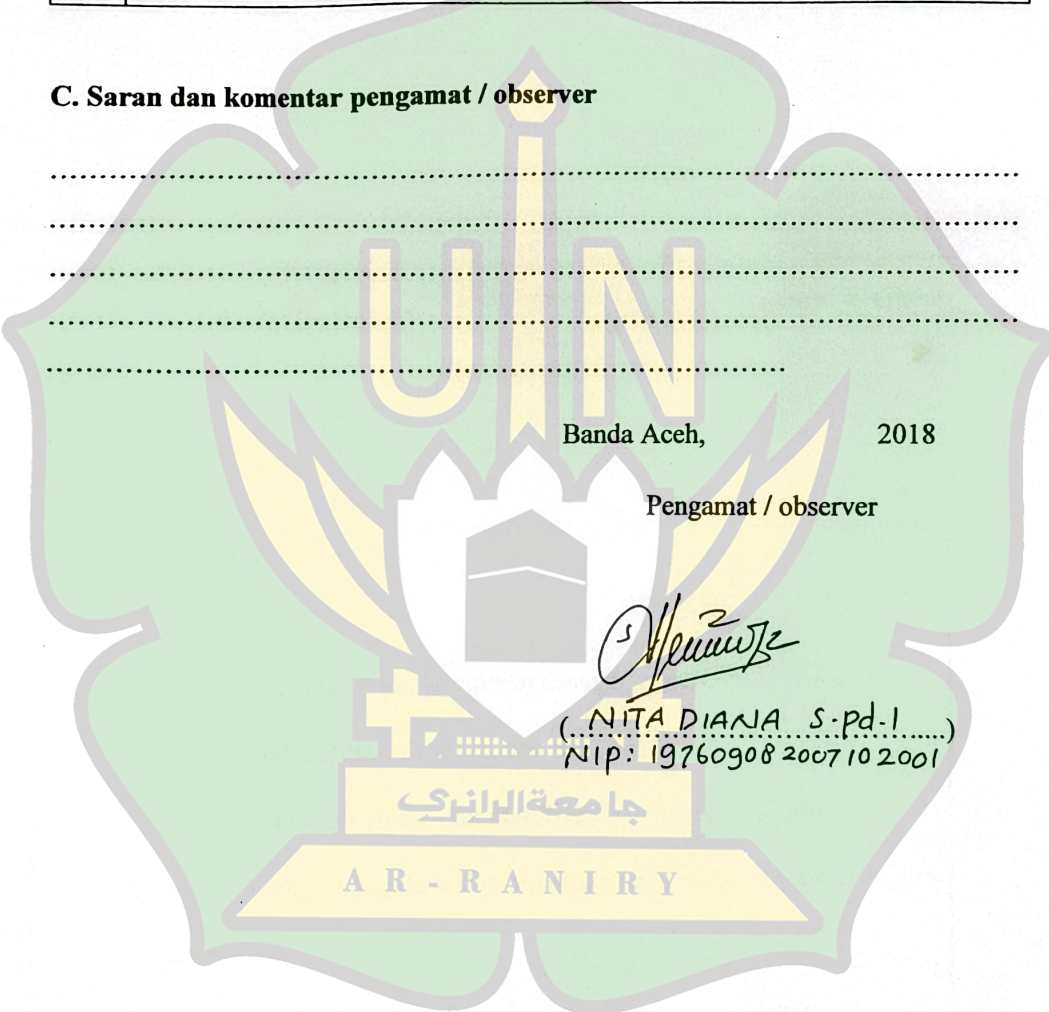 C. Saran dan komentar pengamat / observer
................................................................................
................................................................................
................................................................................
................................................................................
.............................................................
UIN
Banda Aceh, 2018
Pengamat / observer
( NITA DIANA S.Pd.I )
NIP: 197609082007102001
جامعة الرانري
AR - RANIRY